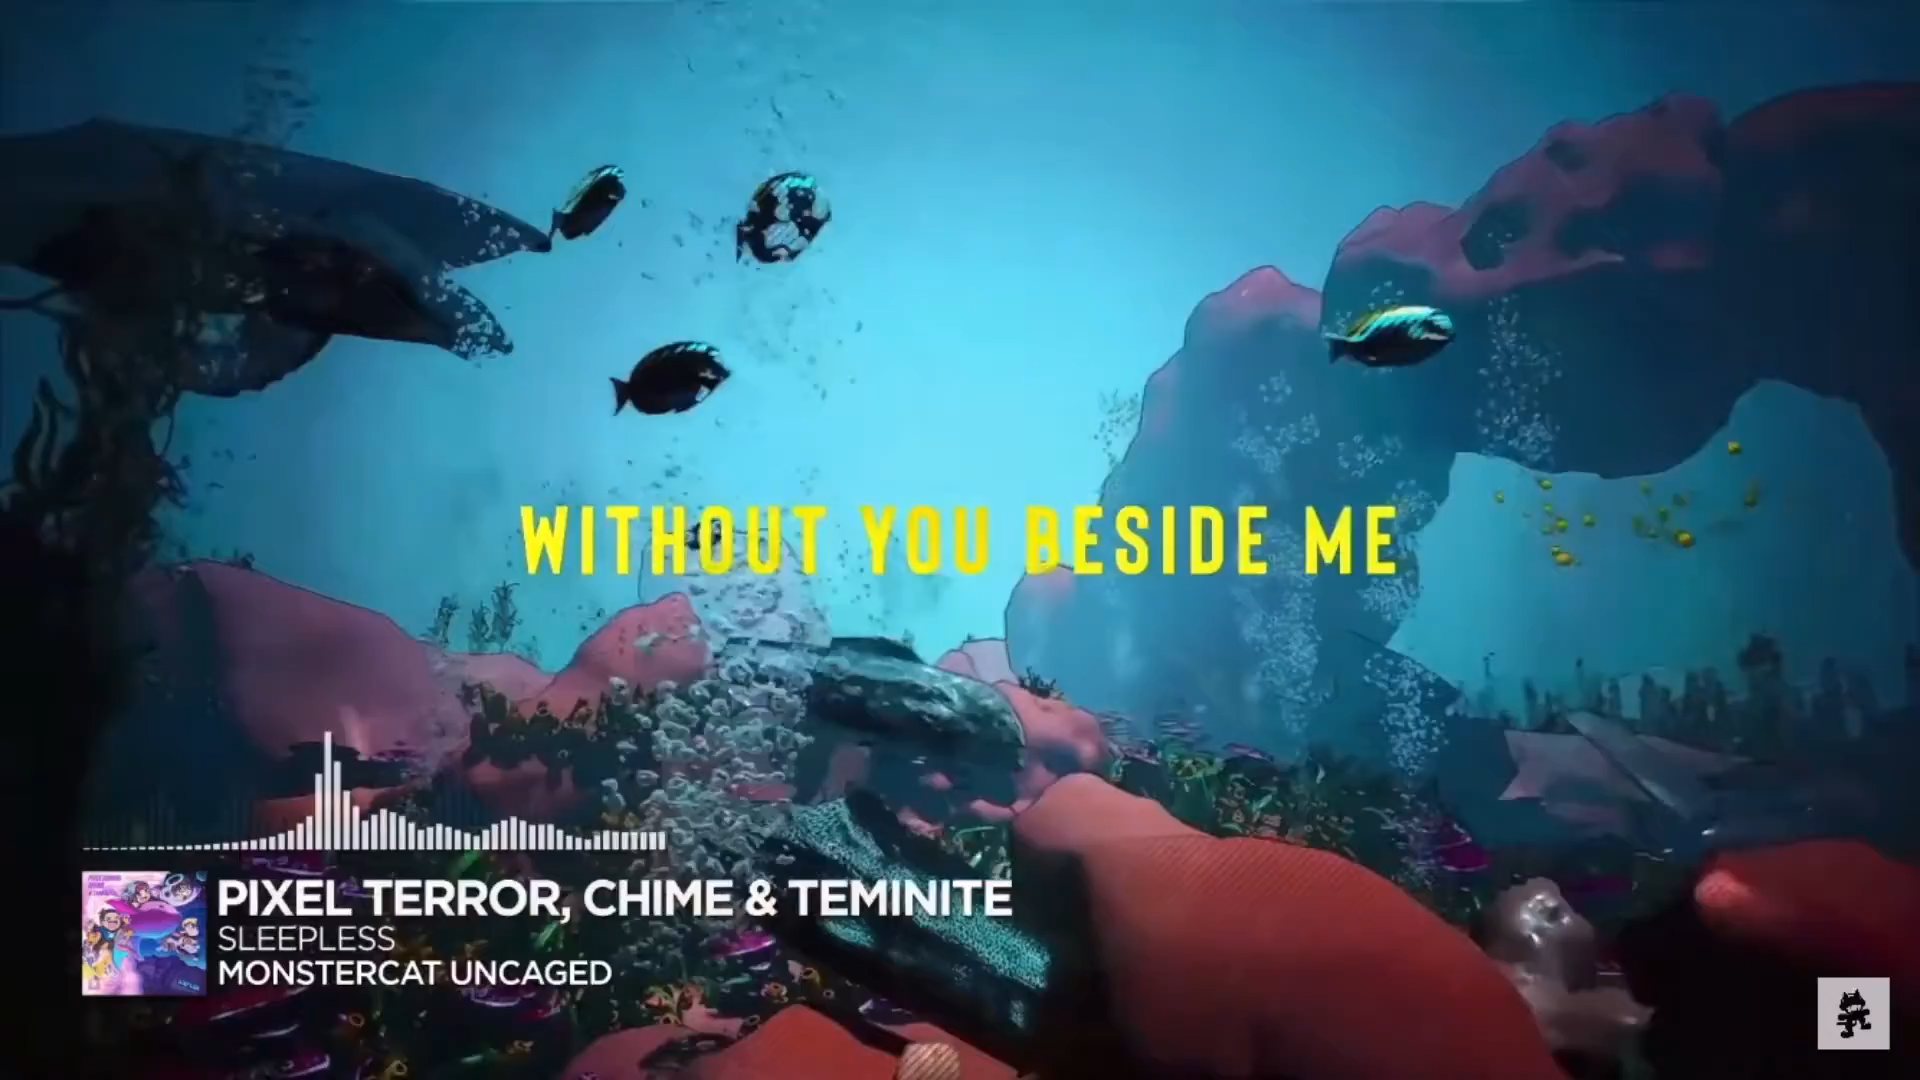 WITHOUT YOU BESIDE ME
PIXEL TERROR, CHIME & TEMINITE
SLEEPLESS
MONSTERCAT UNCAGED